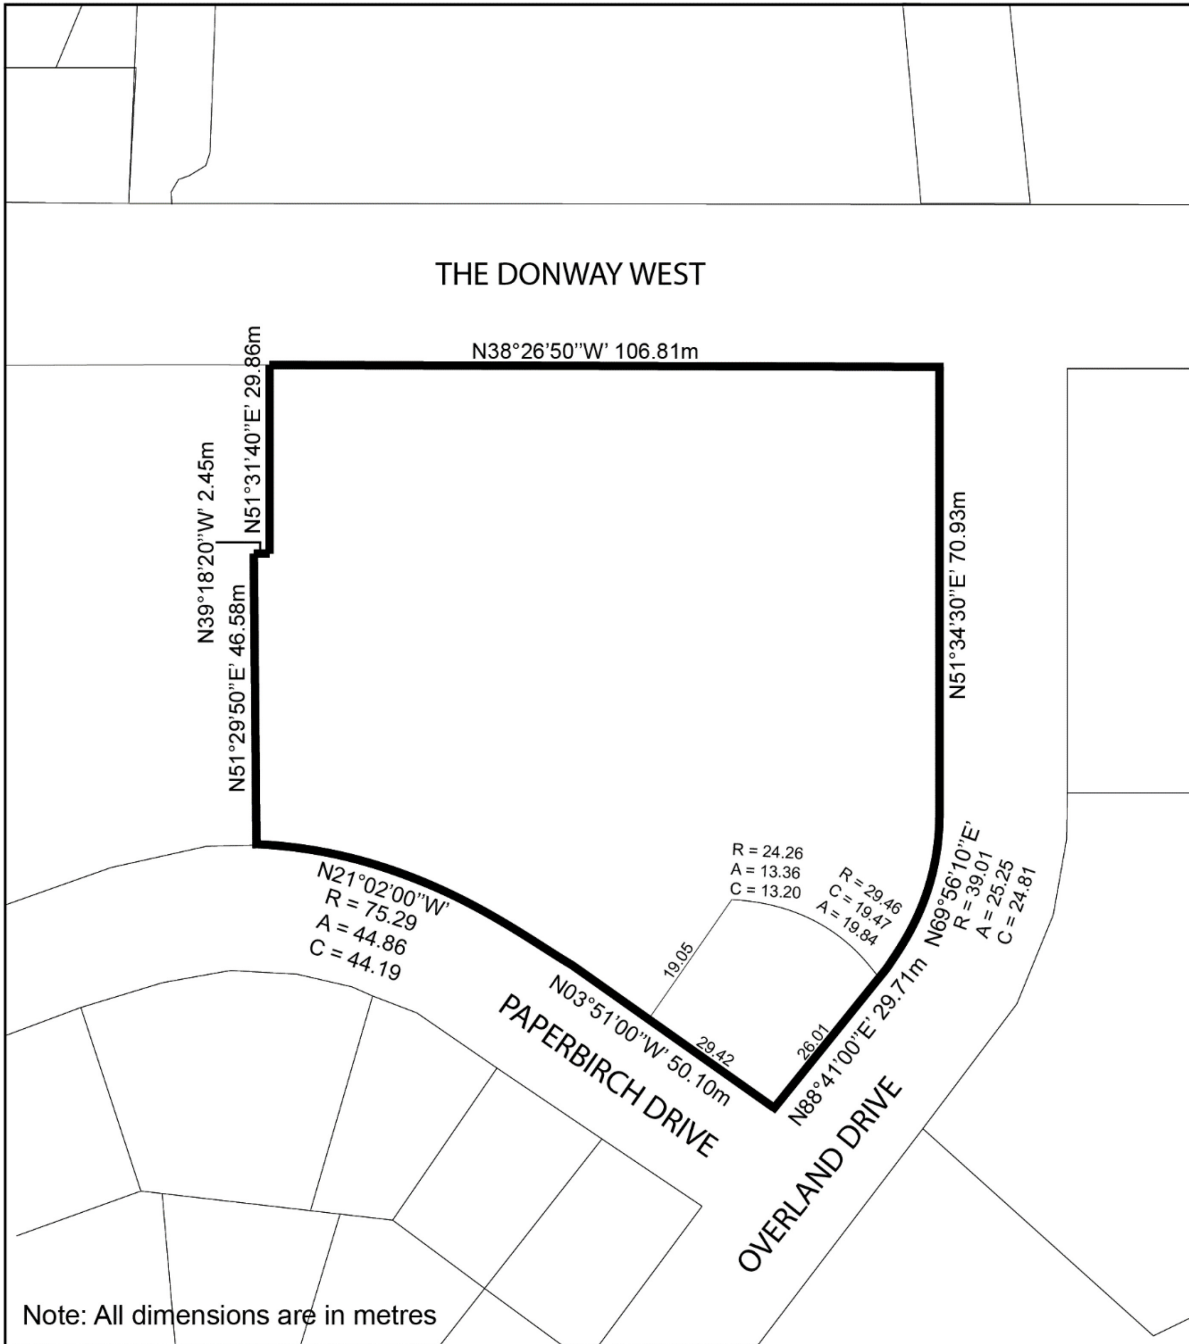 THE DONWAY WEST
N38°26'50"W' 106.81m
N51°31'40"E' 29.86m
N39°18'20"W' 2.45m
N51°29'50"E' 46.58m
N51°34'30"E' 70.93m
R = 24.26
A = 13.36
C = 13.20
R = 29.46
C = 19.47
A = 19.84
N69°56'10"E'
R = 39.01
A = 25.25
C = 24.81
N21°02'00"W'
R = 75.29
A = 44.86
C = 44.19
19.05
N03°51'00"W' 50.10m
29.42
26.01
N88°41'00"E' 29.71m
PAPERBIRCH DRIVE
OVERLAND DRIVE
Note: All dimensions are in metres